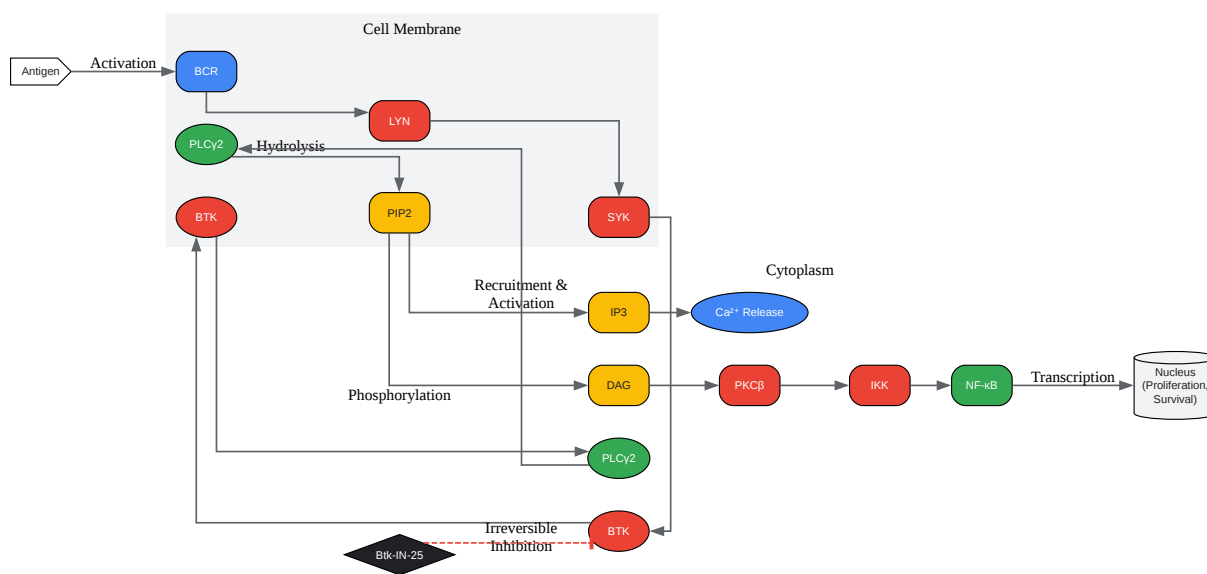 Cell Membrane
Antigen
Activation
BCR
LYN
PLCγ2
Hydrolysis
BTK
PIP2
SYK
Cytoplasm
Recruitment &
Activation
IP3
Ca²⁺ Release
DAG
PKCβ
IKK
NF-κB
Transcription
Nucleus
(Proliferation,
Survival)
Phosphorylation
PLCγ2
Irreversible
Inhibition
BTK
Btk-IN-25